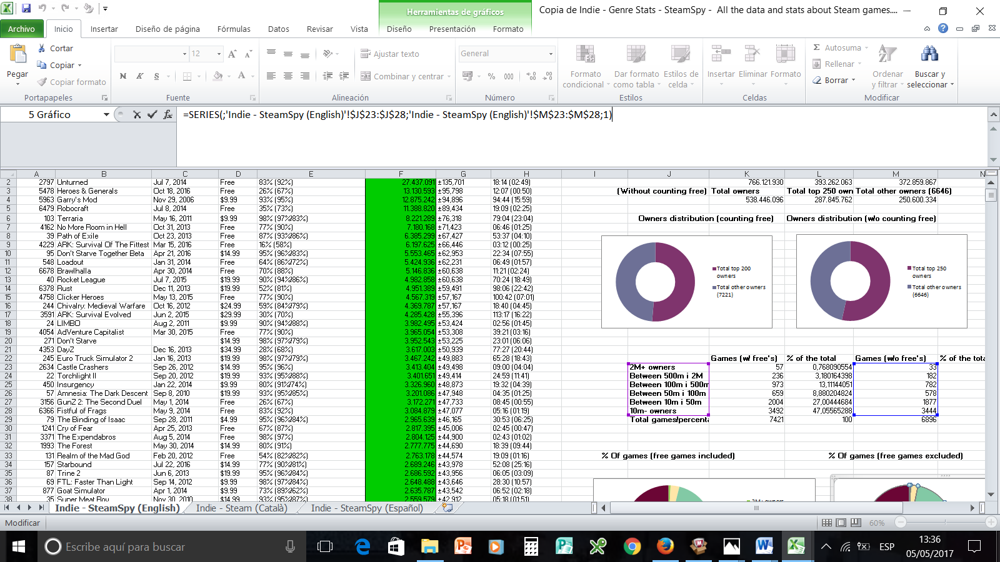 Herramientas de gráficos
Copia de Indie - Genre Stats - SteamSpy - All the data and stats about Steam games....
Archivo Inicio Insertar Diseño de página Fórmulas Datos Revisar Vista Diseño Presentación Formato
Pegar
Cortar
Copiar
Copiar formato
Portapapeles
12
N K S
Fuente
Ajustar texto
Combinar y centrar
Alineación
General
% 000
Número
Formato condicional
Dar formato como tabla
Estilos de celda
Estilos
Insertar Eliminar Formato
Celdas
Σ Autosuma
Rellenar
Borrar
Ordenar y filtrar
Buscar y seleccionar
Modificar
5 Gráfico
=SERIES(;'Indie - SteamSpy (English)'!$J$23:$J$28;'Indie - SteamSpy (English)'!$M$23:$M$28;1)
A B C D E F G H I J K L M N
2 2797 Unturned Jul 7, 2014 Free 83% (92%) 27.437.091 ±135,701 18:14 (02:49) 766.121.930 393.262.063 372.859.867
3 5478 Heroes & Generals Oct 18, 2016 Free 26% (67%) 13.130.593 ±95,798 12:07 (00:50) (Without counting free) Total owners Total top 250 own Total other owners (6646)
4 5963 Garry's Mod Nov 29, 2006 $9.99 93% (95%) 12.875.242 ±94,896 94:44 (15:59) 538.446.096 287.845.762 250.600.334
5 6479 Robocraft Jul 8, 2014 Free 35% (73%) 11.388.820 ±89,434 19:09 (02:25)
6 103 Terraria May 16, 2011 $9.99 98% (97%/83%) 8.221.289 ±76,318 79:04 (23:04) Owners distribution (counting free) Owners distribution (w/o counting free)
7 4162 No More Room in Hell Oct 31, 2013 Free 77% (90%) 7.180.168 ±71,423 06:46 (01:25)
8 39 Path of Exile Oct 23, 2013 Free 87% (93%/86%) 6.385.299 ±67,427 53:37 (04:10)
9 4229 ARK: Survival Of The Fittest Mar 15, 2016 Free 16% (58%) 6.197.625 ±66,446 03:12 (00:25)
10 95 Don't Starve Together Beta Apr 21, 2016 $14.99 95% (96%/83%) 5.553.465 ±62,953 22:34 (07:55)
11 548 Loadout Jan 31, 2014 Free 64% (86%/72%) 5.424.936 ±62,231 06:49 (01:57)
12 6678 Brawlhalla Apr 30, 2014 Free 70% (88%) 5.146.836 ±60,638 11:21 (02:24)
13 40 Rocket League Jul 7, 2015 $19.99 90% (94%/86%) 4.982.858 ±60,638 70:24 (18:49)
14 6378 Rust Dec 11, 2013 $19.99 52% (81%) 4.951.389 ±59,491 98:06 (22:42)
15 4758 Clicker Heroes May 13, 2015 Free 77% (90%) 4.567.319 ±57,167 100:42 (07:01)
16 244 Chivalry: Medieval Warfare Oct 16, 2012 $24.99 59% (84%/79%) 4.369.787 ±57,167 18:40 (04:45)
17 3591 ARK: Survival Evolved Jun 2, 2015 $29.99 30% (70%) 4.285.428 ±55,396 113:17 (16:22)
18 24 LIMBO Aug 2, 2011 $9.99 90% (94%/88%) 3.982.495 ±53,424 02:56 (01:45)
19 4054 AdVenture Capitalist Mar 30, 2015 Free 77% (90%) 3.965.054 ±53,308 39:21 (03:16)
20 271 Don't Starve $14.99 98% (97%/79%) 3.952.543 ±53,225 23:01 (06:06)
21 4353 DayZ Dec 16, 2013 $34.99 28% (68%) 3.617.003 ±50,939 77:27 (20:44)
22 245 Euro Truck Simulator 2 Jan 16, 2013 $19.99 98% (97%/79%) 3.467.242 ±49,883 65:28 (18:43) Games (w/ free's) % of the total Games (w/o free's) % of the tota
23 2634 Castle Crashers Sep 26, 2012 $14.99 95% (96%) 3.413.404 ±49,498 09:00 (04:04) 2M+ owners 57 0,768090554 33
24 22 Torchlight II Sep 20, 2012 $19.99 93% (95%/88%) 3.401.651 ±49,414 24:59 (11:41) Between 500m i 2M 236 3,180164398 182
25 450 Insurgency Jan 22, 2014 $9.99 80% (91%/74%) 3.326.960 ±48,873 19:32 (04:39) Between 100m i 500m 973 13,11144051 782
26 57 Amnesia: The Dark Descent Sep 8, 2010 $19.99 93% (95%/85%) 3.201.086 ±47,948 04:35 (01:25) Between 50m i 100m 659 8,880204824 578
27 3156 GunZ 2: The Second Duel May 1, 2014 Free 26% (67%) 3.172.271 ±47,733 08:45 (00:55) Between 10m i 50m 2004 27,00444684 1877
28 6366 Fistful of Frags May 9, 2014 Free 83% (92%) 3.084.879 ±47,077 05:16 (01:19) 10m- owners 3492 47,05565288 3444
29 79 The Binding of Isaac Sep 28, 2011 $4.99 95% (96%/84%) 2.965.639 ±46,165 30:53 (06:25) Total games/percenta 7421 100 6896
30 1241 Cry of Fear Apr 25, 2013 Free 67% (87%) 2.817.395 ±45,006 02:45 (00:47)
31 3371 The Expendabros Aug 5, 2014 Free 98% (97%) 2.804.125 ±44,900 02:43 (01:02)
32 1993 The Forest May 30, 2014 $14.99 80% (91%) 2.777.775 ±44,690 18:39 (09:44)
33 131 Realm of the Mad God Feb 20, 2012 Free 54% (82%/82%) 2.763.178 ±44,574 19:09 (01:16) % Of games (free games included) % Of games (free games excluded)
34 157 Starbound Jul 22, 2016 $14.99 77% (90%/81%) 2.689.246 ±43,978 52:08 (25:16)
35 87 Trine 2 Jun 6, 2013 $19.99 95% (96%/84%) 2.686.592 ±43,956 06:05 (03:09)
36 69 FTL: Faster Than Light Sep 14, 2012 $9.99 98% (97%/84%) 2.648.488 ±43,646 28:30 (10:57)
37 877 Goat Simulator Apr 1, 2014 $9.99 73% (89%/62%) 2.635.787 ±43,542 06:52 (02:18)
38 35 Super Meat Boy Nov 30, 2010 $14.99 93% (95%/87%) 2.559.579 ±42,912 05:18 (01:51)
Total top 200 owners
Total other owners (7221)
Total top 250 owners
Total other owners (6646)
2M+ owners
Indie - SteamSpy (English) Indie - Steam (Català) Indie - SteamSpy (Español)
Modificar
60%
Escribe aquí para buscar
ESP
13:36
05/05/2017